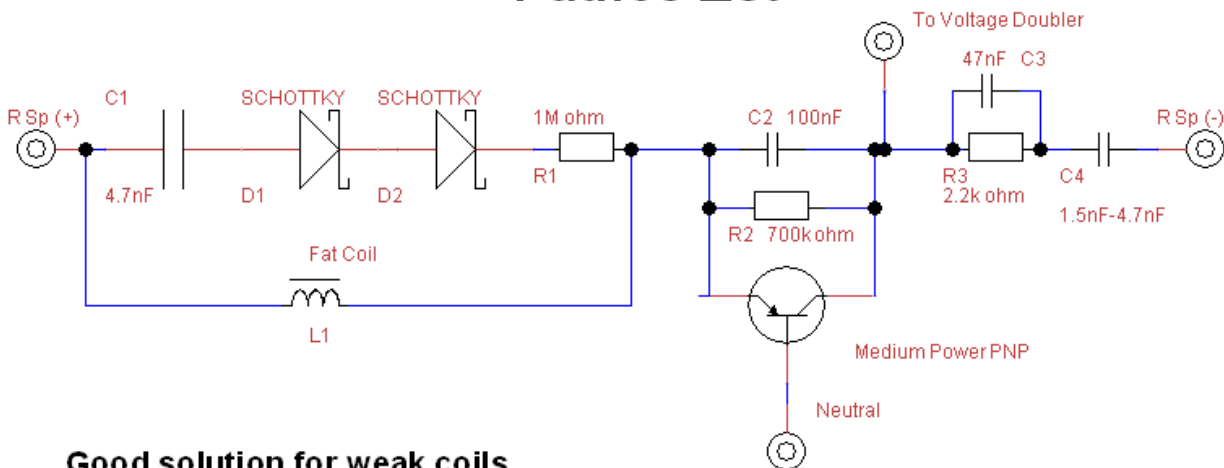 To Voltage Doubler
47nF C3
C1
SCHOTTKY SCHOTTKY
R Sp (+)
1M ohm
C2 100nF
R Sp (-)
4.7nF
D1
D2
R1
R3
2.2k ohm
C4
1.5nF-4.7nF
R2 700k ohm
Fat Coil
L1
Medium Power PNP
Neutral
Good solution for weak coils